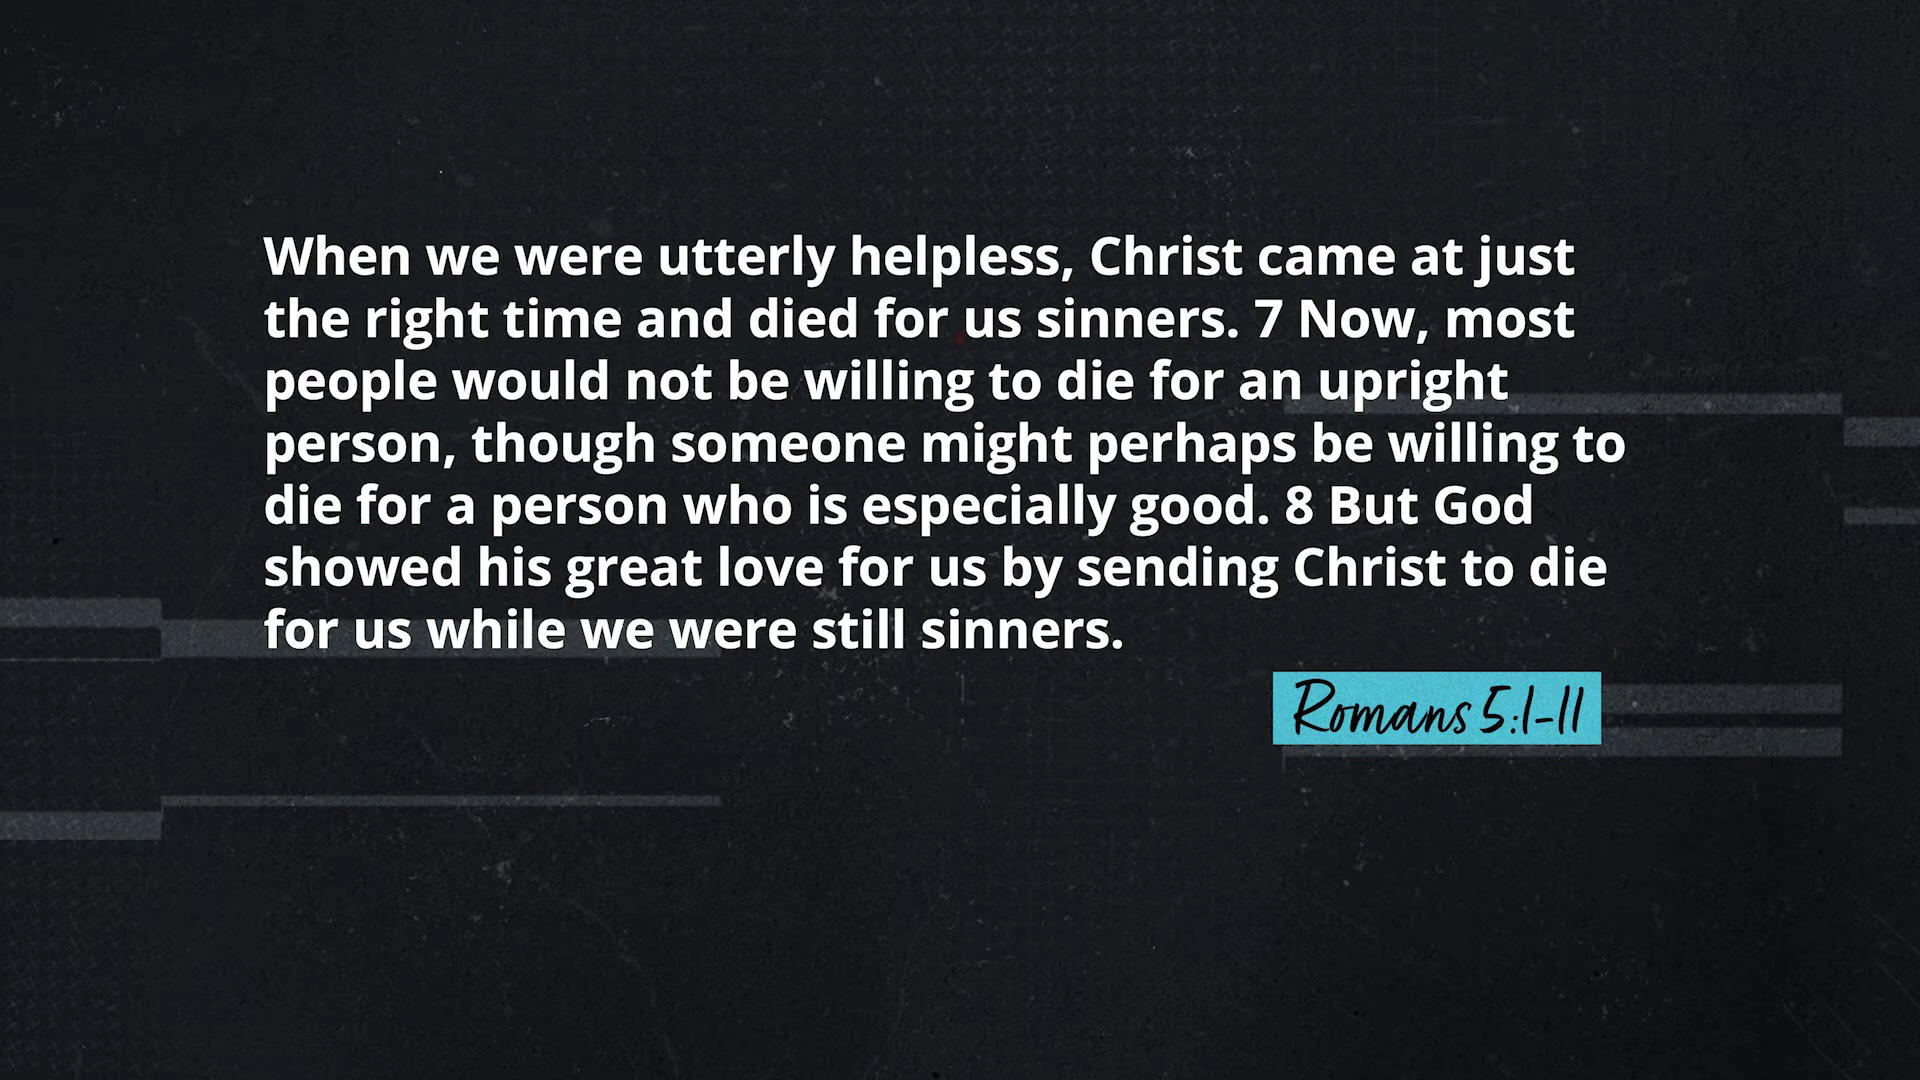 When we were utterly helpless, Christ came at just
the right time and died for us sinners. 7 Now, most
people would not be willing to die for an upright
person, though someone might perhaps be willing to
die for a person who is especially good. 8 But God
showed his great love for us by sending Christ to die
for us while we were still sinners.
Romans 5:1-11